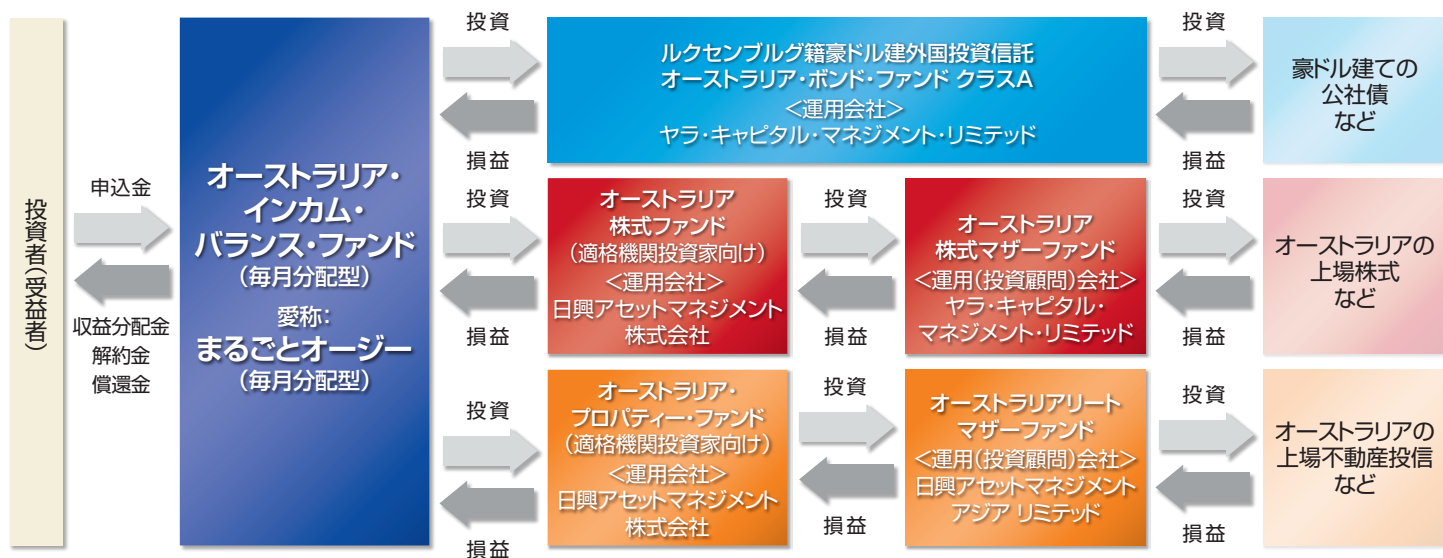 投資者(受益者)
申込金
収益分配金
解約金
償還金
オーストラリア・
インカム・
バランス・ファンド
(毎月分配型)
愛称:
まるごとオージー
(毎月分配型)
投資
損益
ルクセンブルグ籍豪ドル建外国投資信託
オーストラリア・ボンド・ファンド クラスA
<運用会社>
ヤラ・キャピタル・マネジメント・リミテッド
投資
損益
豪ドル建ての
公社債
など
投資
損益
オーストラリア
株式ファンド
(適格機関投資家向け)
<運用会社>
日興アセットマネジメント
株式会社
投資
損益
オーストラリア
株式マザーファンド
<運用(投資顧問)会社>
ヤラ・キャピタル・
マネジメント・リミテッド
投資
損益
オーストラリアの
上場株式
など
投資
損益
オーストラリア・
プロパティー・ファンド
(適格機関投資家向け)
<運用会社>
日興アセットマネジメント
株式会社
投資
損益
オーストラリアリート
マザーファンド
<運用(投資顧問)会社>
日興アセットマネジメント
アジア リミテッド
投資
損益
オーストラリアの
上場不動産投信
など